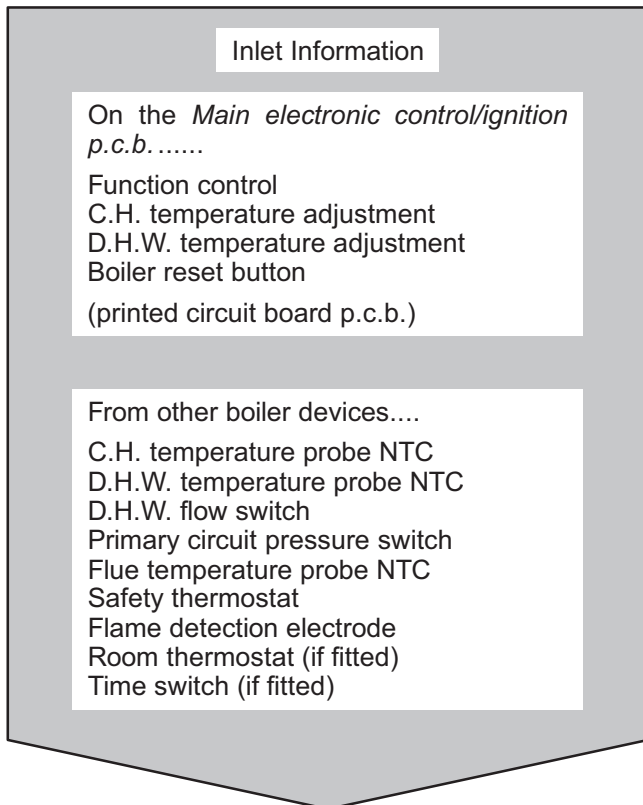 Inlet Information
On the Main electronic control/ignition
p.c.b. ......
Function control
C.H. temperature adjustment
D.H.W. temperature adjustment
Boiler reset button
(printed circuit board p.c.b.)
From other boiler devices....
C.H. temperature probe NTC
D.H.W. temperature probe NTC
D.H.W. flow switch
Primary circuit pressure switch
Flue temperature probe NTC
Safety thermostat
Flame detection electrode
Room thermostat (if fitted)
Time switch (if fitted)